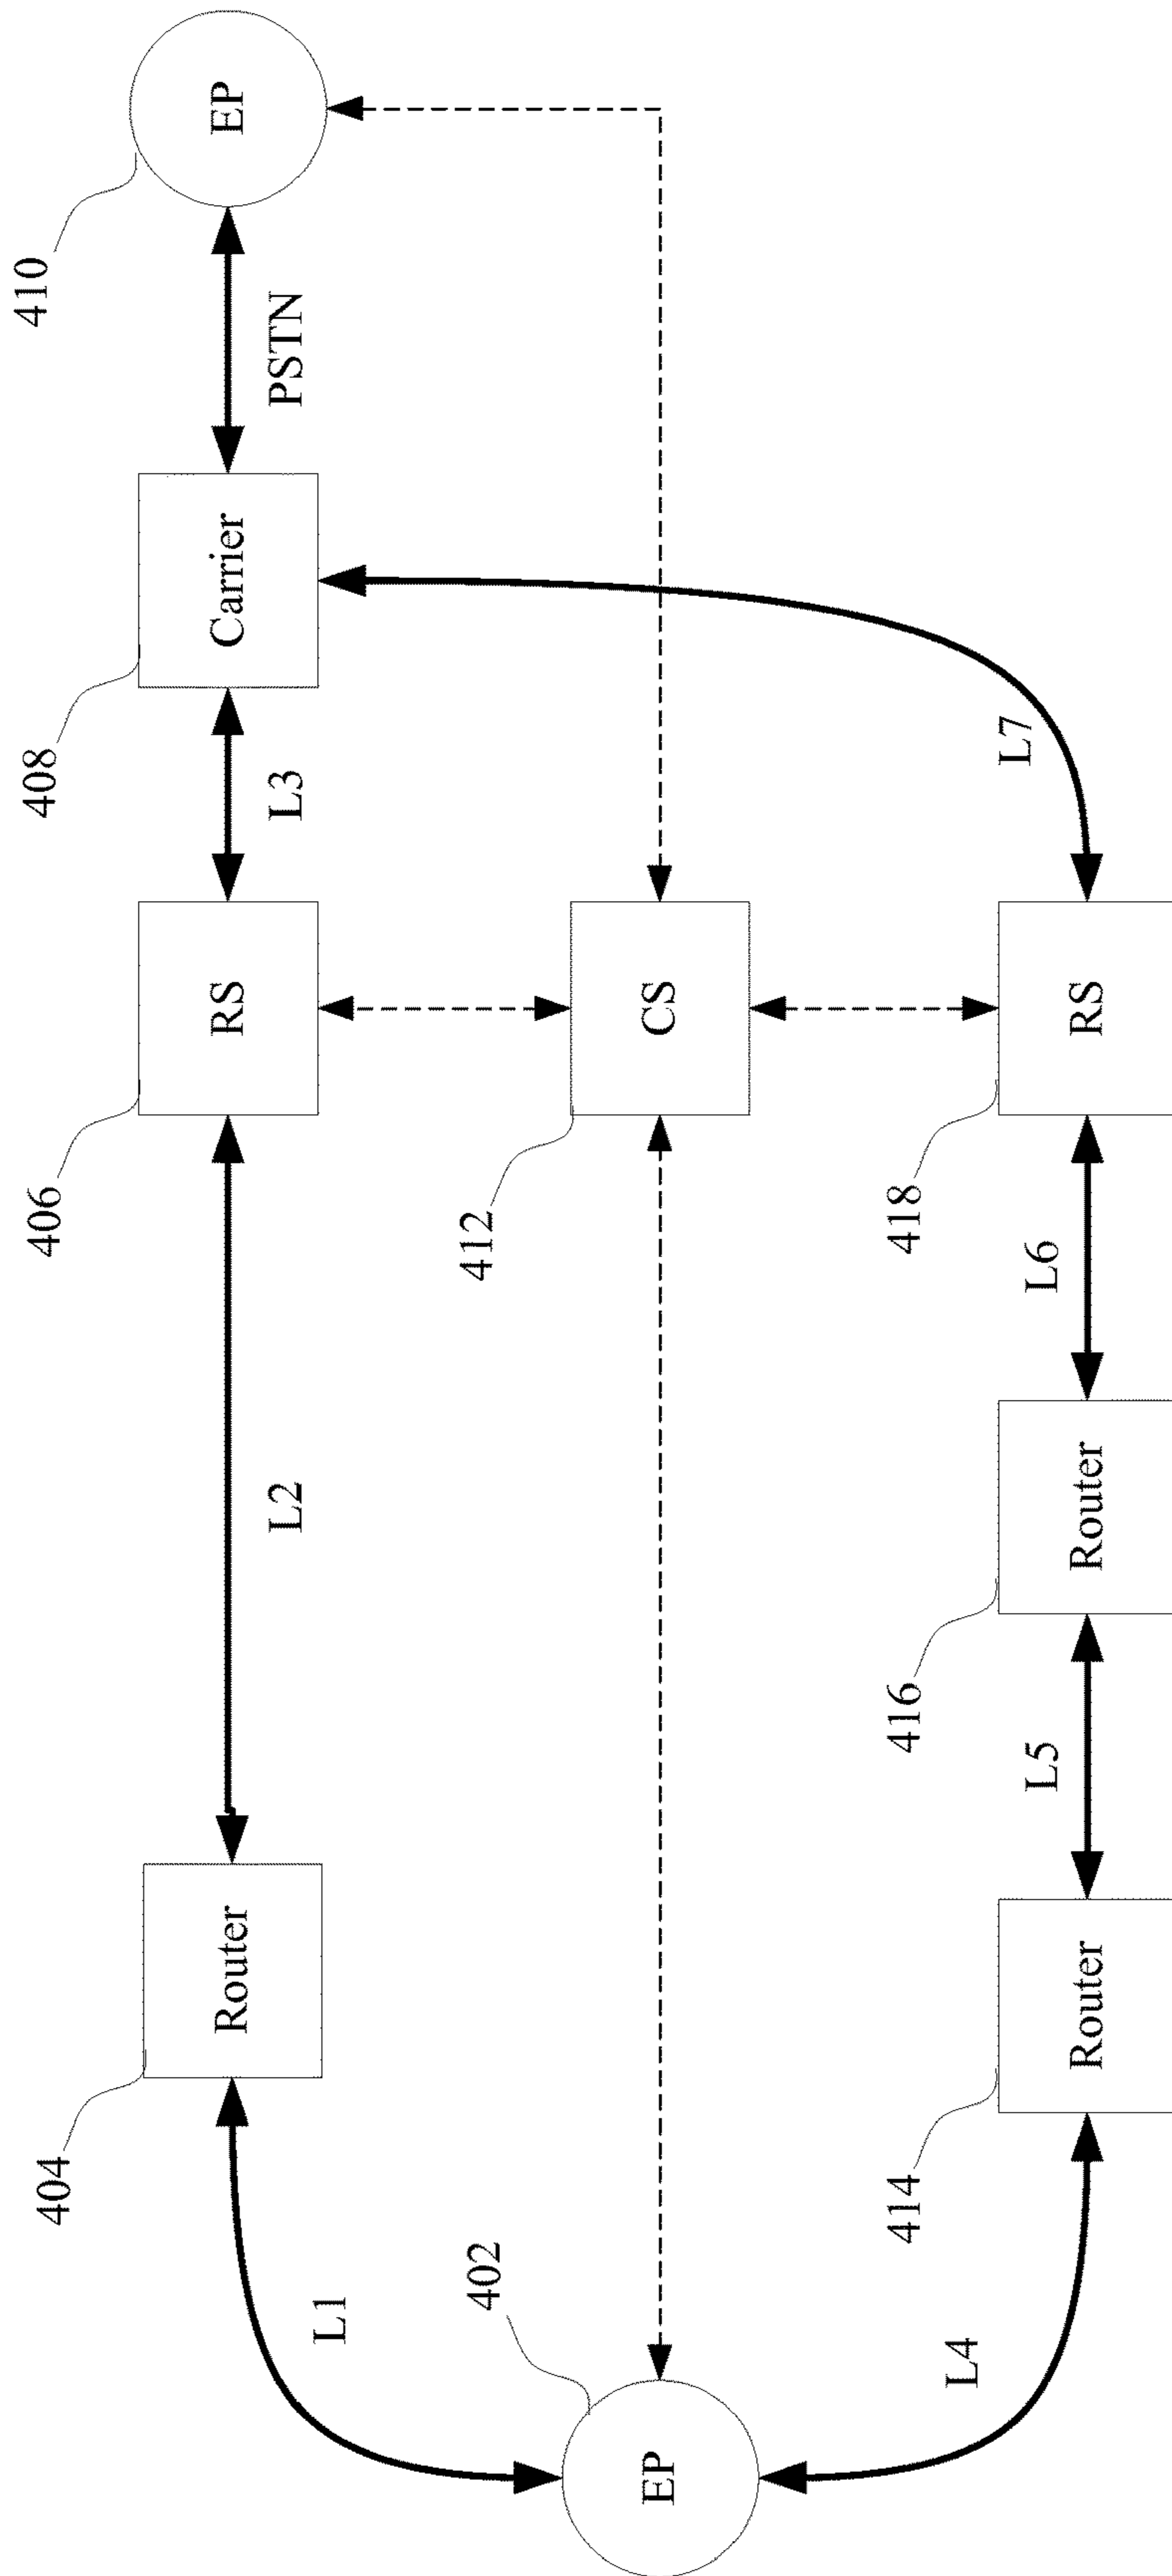 404
Router
L1
L2
406
RS
L3
408
Carrier
PSTN
410
EP
402
EP
412
CS
L4
414
Router
L5
416
Router
L6
418
RS
L7